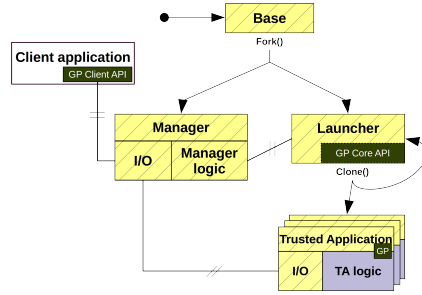 Base
Fork()
Client application
GP Client API
Manager
I/O
Manager
logic
Launcher
GP Core API
Clone()
Trusted Application
GP
I/O
TA logic